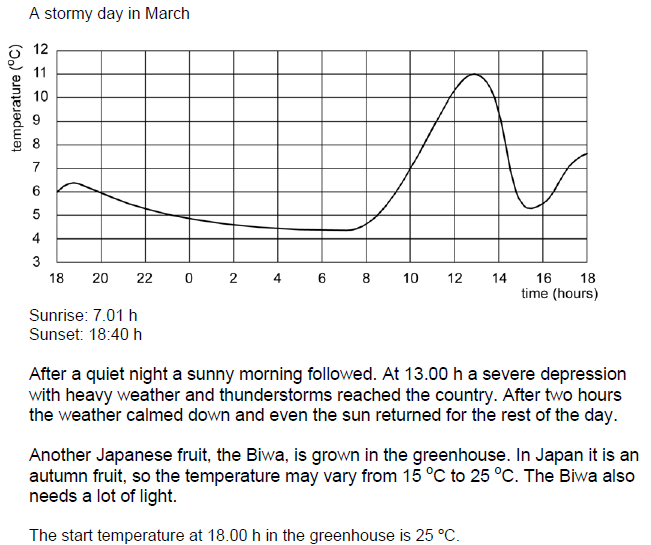 A stormy day in March
temperature (°C)
12
11
10
9
8
7
6
5
4
3
18 20 22 0 2 4 6 8 10 12 14 16 18
time (hours)
Sunrise: 7.01 h
Sunset: 18:40 h
After a quiet night a sunny morning followed. At 13.00 h a severe depression
with heavy weather and thunderstorms reached the country. After two hours
the weather calmed down and even the sun returned for the rest of the day.
Another Japanese fruit, the Biwa, is grown in the greenhouse. In Japan it is an
autumn fruit, so the temperature may vary from 15 °C to 25 °C. The Biwa also
needs a lot of light.
The start temperature at 18.00 h in the greenhouse is 25 °C.